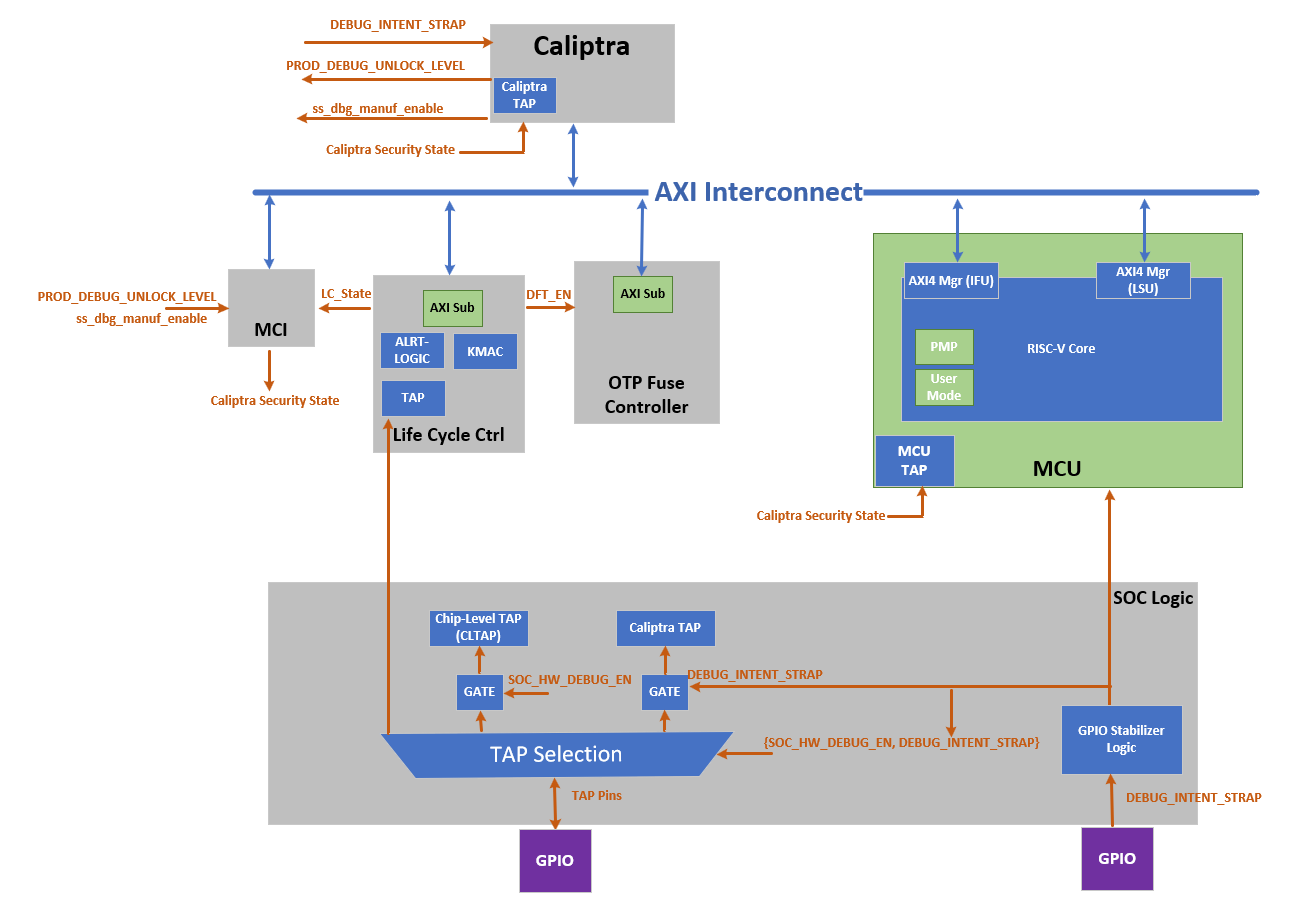 DEBUG_INTENT_STRAP
Caliptra
PROD_DEBUG_UNLOCK_LEVEL
Caliptra
TAP
ss_dbg_manuf_enable
Caliptra Security State
AXI Interconnect
PROD_DEBUG_UNLOCK_LEVEL
ss_dbg_manuf_enable
MCI
Caliptra Security State
LC_State
AXI Sub
ALRT-
LOGIC
KMAC
TAP
Life Cycle Ctrl
DFT_EN
AXI Sub
OTP Fuse
Controller
AXI4 Mgr (IFU)
AXI4 Mgr
(LSU)
PMP
RISC-V Core
User
Mode
MCU
TAP
MCU
Caliptra Security State
SOC Logic
Chip-Level TAP
(CLTAP)
Caliptra TAP
GATE
SOC_HW_DEBUG_EN
GATE
DEBUG_INTENT_STRAP
TAP Selection
{SOC_HW_DEBUG_EN, DEBUG_INTENT_STRAP}
GPIO Stabilizer
Logic
TAP Pins
DEBUG_INTENT_STRAP
GPIO
GPIO